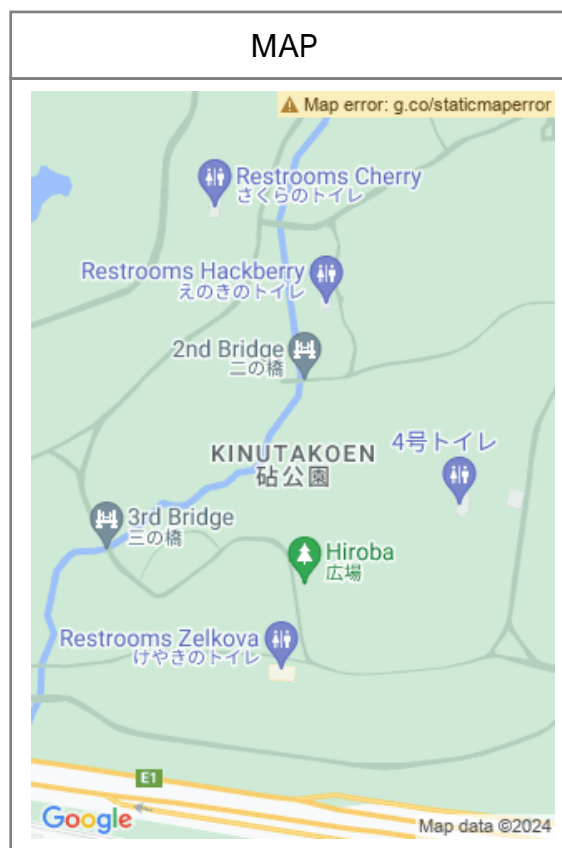 MAP
Map error: g.co/staticmaperror
Restrooms Cherry
さくらのトイレ
Restrooms Hackberry
えのきのトイレ
2nd Bridge
二の橋
4号トイレ
KINUTAKOEN
砧公園
3rd Bridge
三の橋
Hiroba
広場
Restrooms Zelkova
けやきのトイレ
E1
Google
Map data ©2024